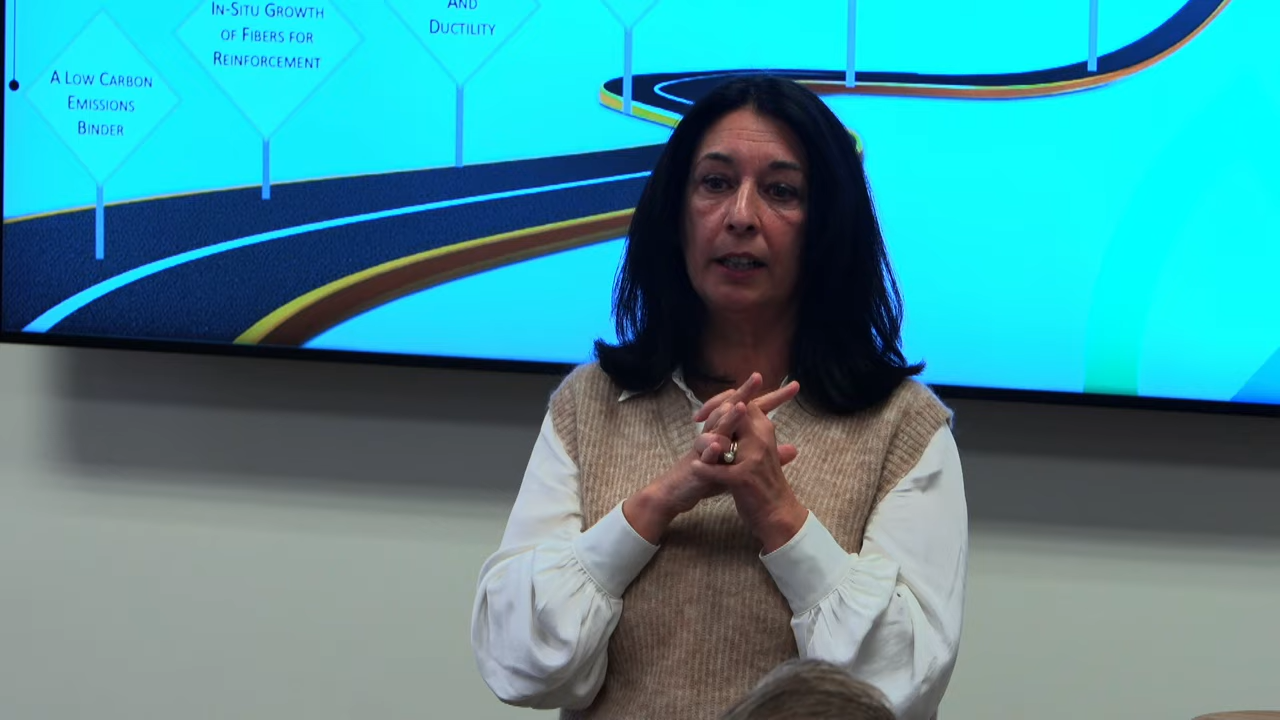 A LOW CARBON
EMISSIONS
BINDER
IN-SITU GROWTH
OF FIBERS FOR
REINFORCEMENT
AND
DUCTILITY